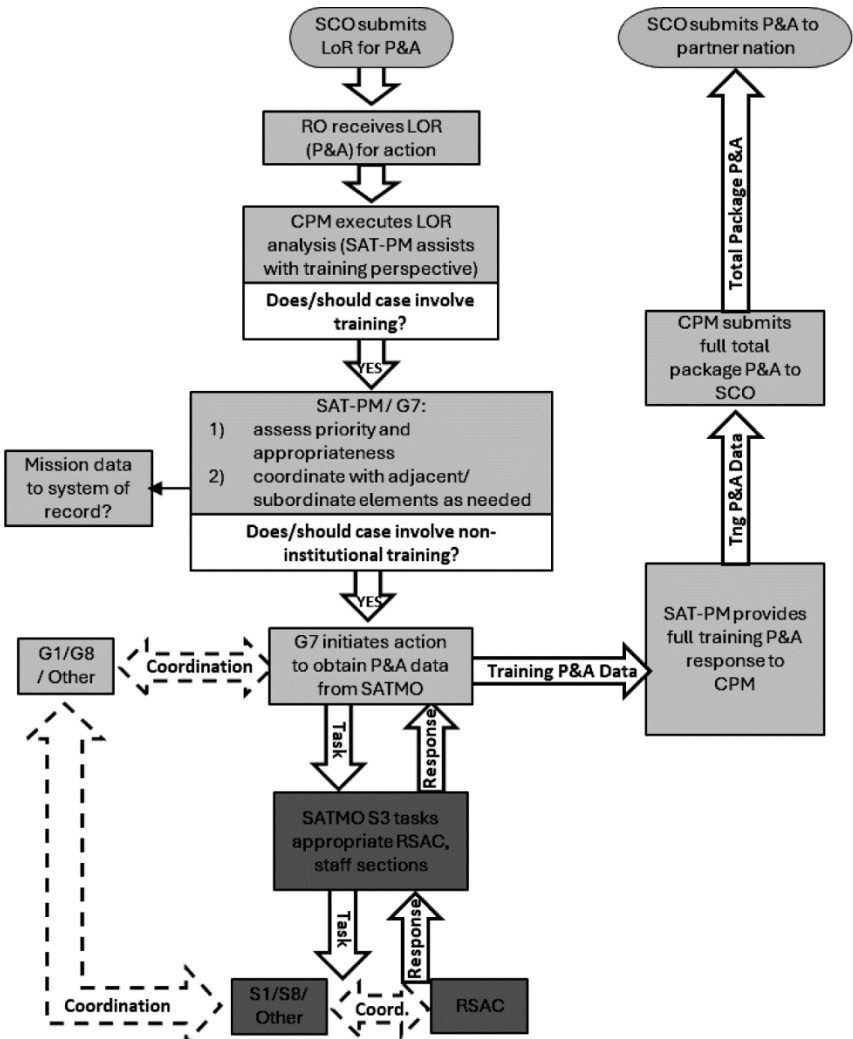 SCO submits
LoR for P&A
SCO submits P&A to
partner nation
RO receives LOR
(P&A) for action
CPM executes LOR
analysis (SAT-PM assists
with training perspective)
Does/should case involve
training?
YES
Total Package P&A
CPM submits
full total
package P&A to
SCO
SAT-PM / G7:
1) assess priority and
appropriateness
2) coordinate with adjacent/
subordinate elements as needed
Does/should case involve non-
institutional training?
Mission data
to system of
record?
Tng P&A Data
YES
G1/G8
/ Other
Coordination
G7 initiates action
to obtain P&A data
from SATMO
Training P&A Data
SAT-PM provides
full training P&A
response to
CPM
Task
Response
SATMO S3 tasks
appropriate RSAC,
staff sections
Task
Response
Coordination
S1/S8/
Other
Coord.
RSAC